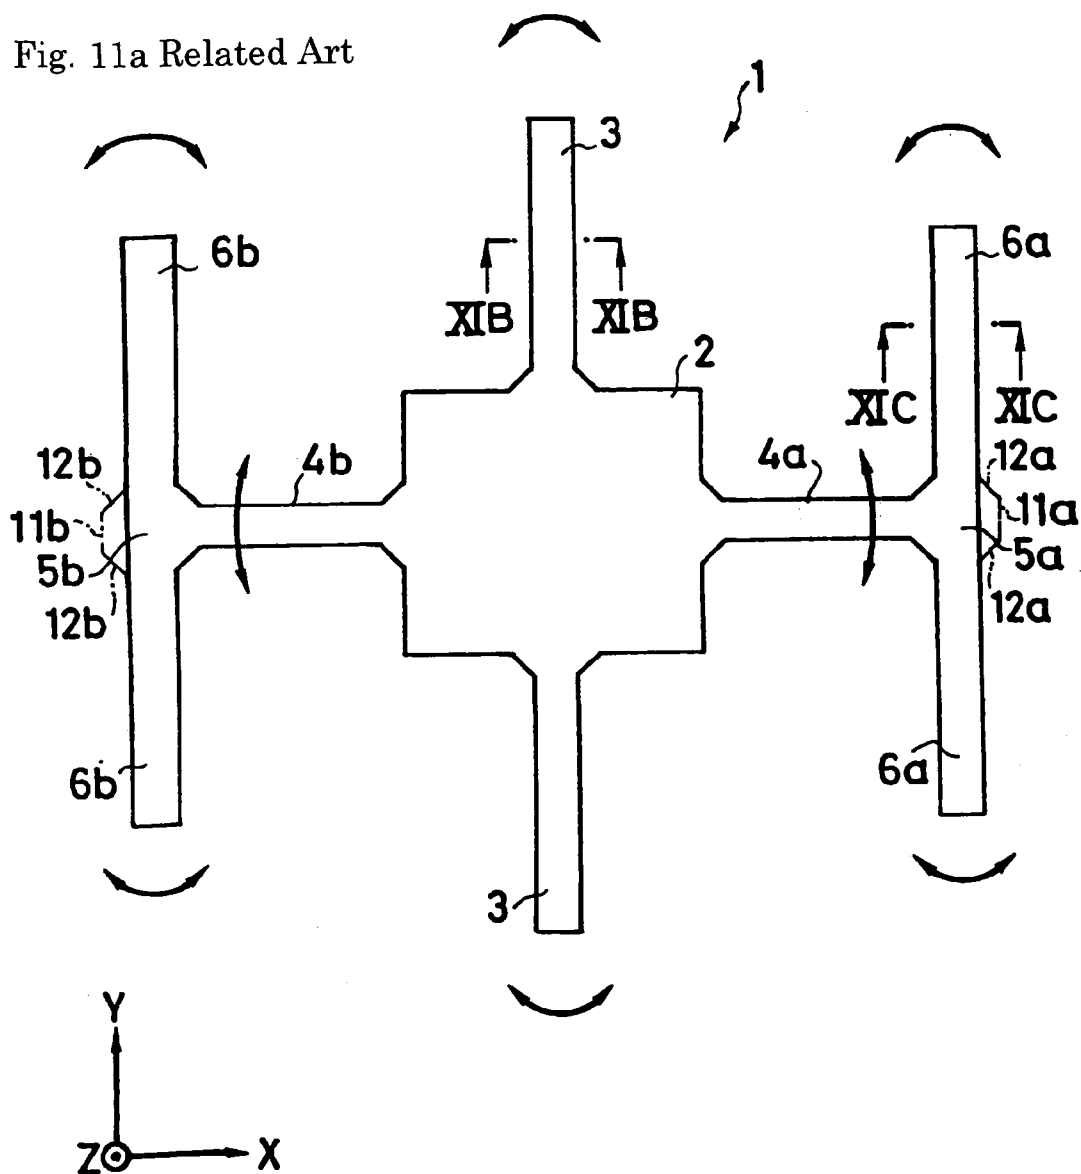 Fig. 11a Related Art
1
3
6b
6a
XIB XIB
2
XIC XIC
12b
4b
4a
12a
11b
11a
5b
5a
12b
12a
6b
6a
3
Y
Z
X